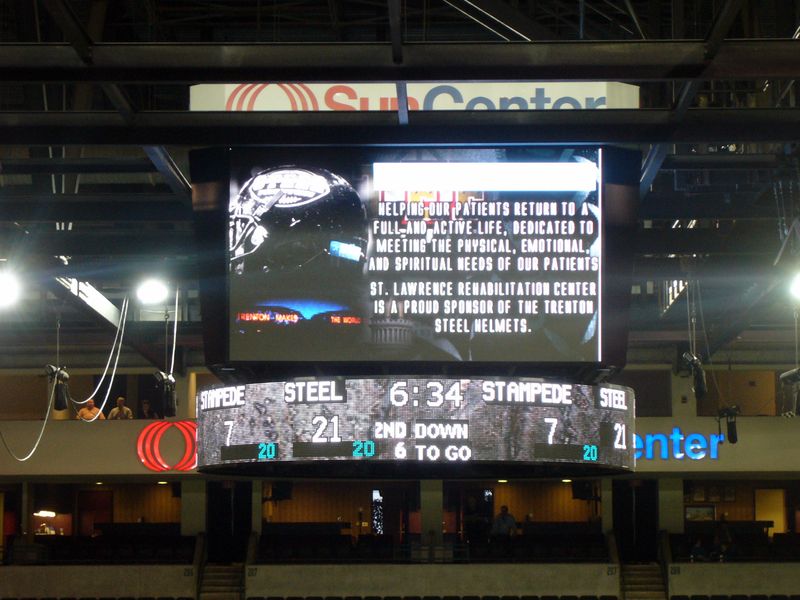 SunCenter
STEEL
HELPING OUR PATIENTS RETURN TO A
FULL AND ACTIVE LIFE, DEDICATED TO
MEETING THE PHYSICAL, EMOTIONAL,
AND SPIRITUAL NEEDS OF OUR PATIENTS
ST. LAWRENCE REHABILITATION CENTER
IS A PROUD SPONSOR OF THE TRENTON
STEEL HELMETS.
TRENTON MAKES THE WORLD
STAMPEDE STEEL 6:34 STAMPEDE STEEL
7 21 2ND DOWN 7 21
20 20 6 TO GO 20
Center